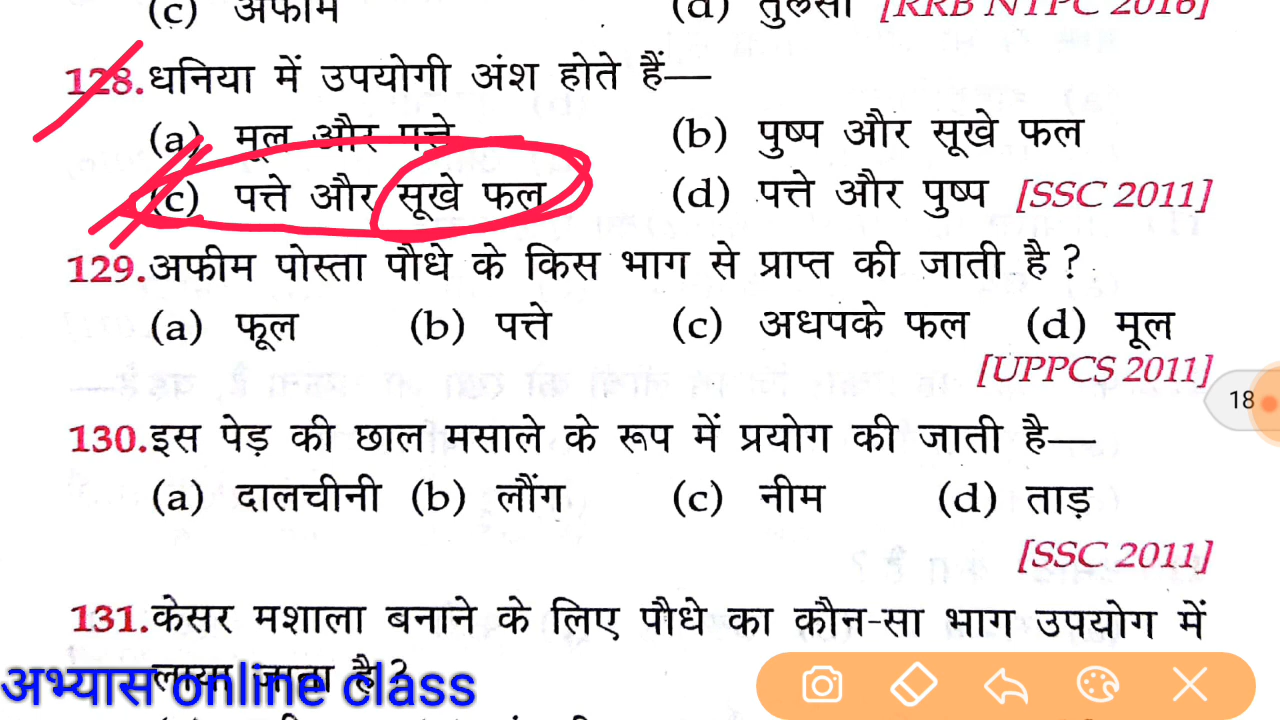 (c) अफीम (d) तुलसी [RRB NTPC 2016]
128. धनिया में उपयोगी अंश होते हैं—
(a) मूल और पत्ते (b) पुष्प और सूखे फल
(c) पत्ते और सूखे फल (d) पत्ते और पुष्प [SSC 2011]
129. अफीम पोस्ता पौधे के किस भाग से प्राप्त की जाती है ?
(a) फूल (b) पत्ते (c) अधपके फल (d) मूल
[UPPCS 2011]
18
130. इस पेड़ की छाल मसाले के रूप में प्रयोग की जाती है—
(a) दालचीनी (b) लौंग (c) नीम (d) ताड़
[SSC 2011]
131. केसर मशाला बनाने के लिए पौधे का कौन-सा भाग उपयोग में
लाया जाता है ?
अभ्यास online class